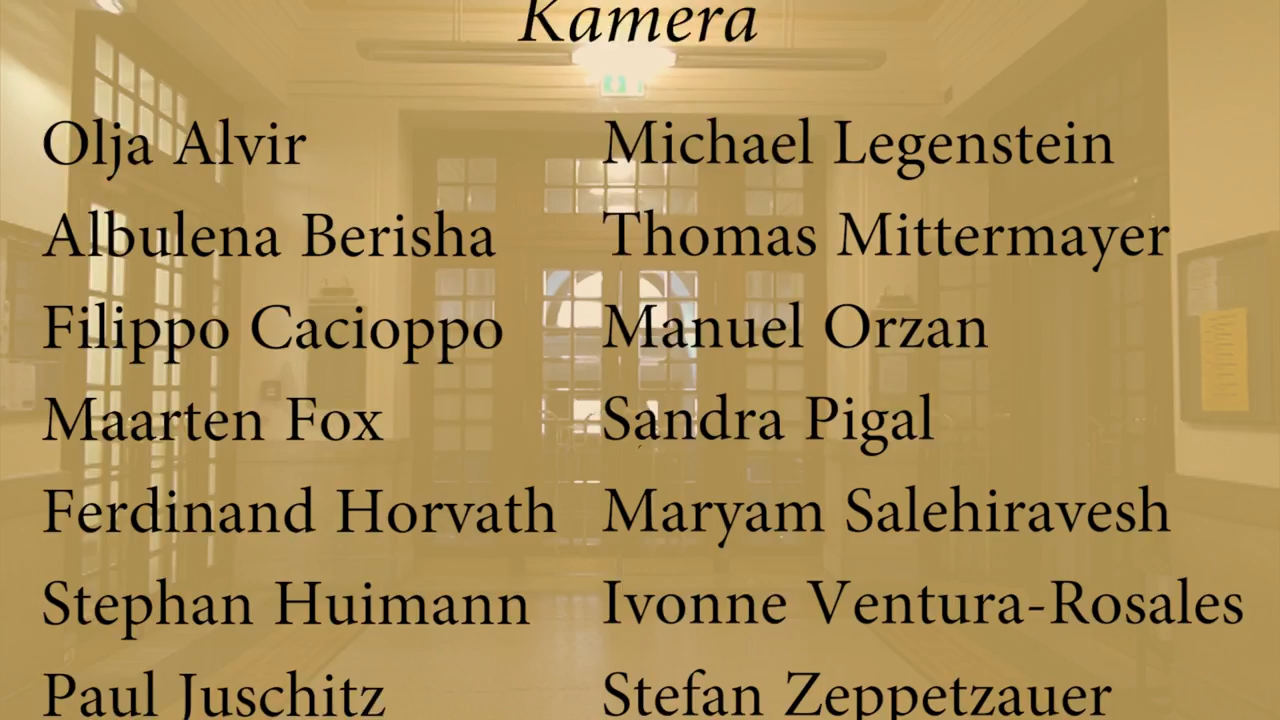 Kamera
Olja Alvir
Albulena Berisha
Filippo Cacioppo
Maarten Fox
Ferdinand Horvath
Stephan Huimann
Paul Juschitz
Michael Legenstein
Thomas Mittermayer
Manuel Orzan
Sandra Pigal
Maryam Salehiravesh
Ivonne Ventura-Rosales
Stefan Zeppetzauer